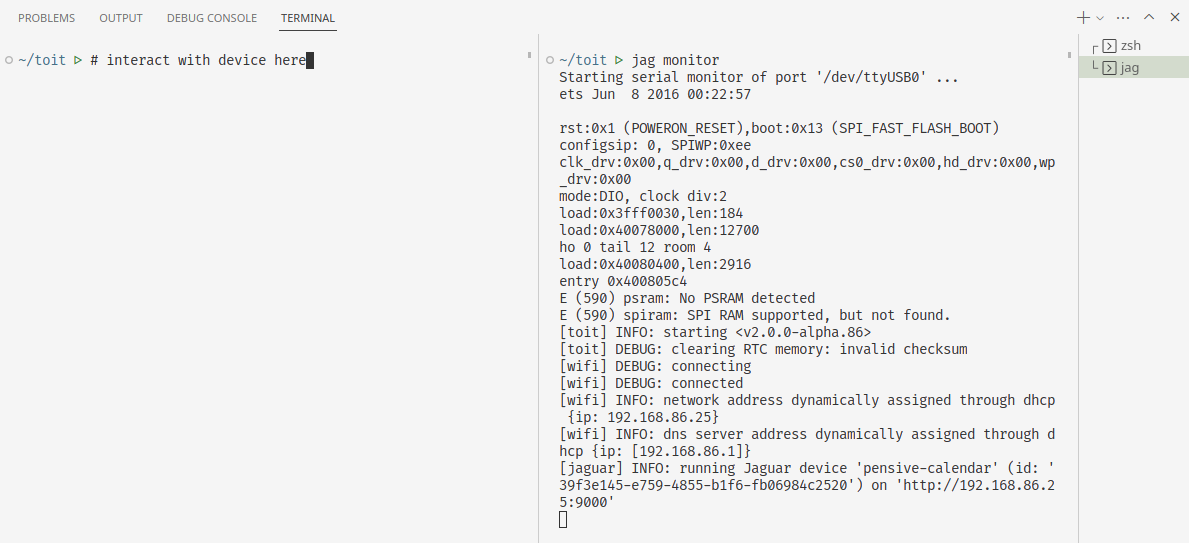 PROBLEMS OUTPUT DEBUG CONSOLE TERMINAL
~/toit ▷ # interact with device here
~/toit ▷ jag monitor
Starting serial monitor of port '/dev/ttyUSB0' ...
ets Jun  8 2016 00:22:57
rst:0x1 (POWERON_RESET),boot:0x13 (SPI_FAST_FLASH_BOOT)
configsip: 0, SPIWP:0xee
clk_drv:0x00,q_drv:0x00,d_drv:0x00,cs0_drv:0x00,hd_drv:0x00,wp
_drv:0x00
mode:DIO, clock div:2
load:0x3fff0030,len:184
load:0x40078000,len:12700
ho 0 tail 12 room 4
load:0x40080400,len:2916
entry 0x400805c4
E (590) psram: No PSRAM detected
E (590) spiram: SPI RAM supported, but not found.
[toit] INFO: starting <v2.0.0-alpha.86>
[toit] DEBUG: clearing RTC memory: invalid checksum
[wifi] DEBUG: connecting
[wifi] DEBUG: connected
[wifi] INFO: network address dynamically assigned through dhcp
 {ip: 192.168.86.25}
[wifi] INFO: dns server address dynamically assigned through d
hcp {ip: [192.168.86.1]}
[jaguar] INFO: running Jaguar device 'pensive-calendar' (id: '
39f3e145-e759-4855-b1f6-fb06984c2520') on 'http://192.168.86.2
5:9000'
zsh
jag